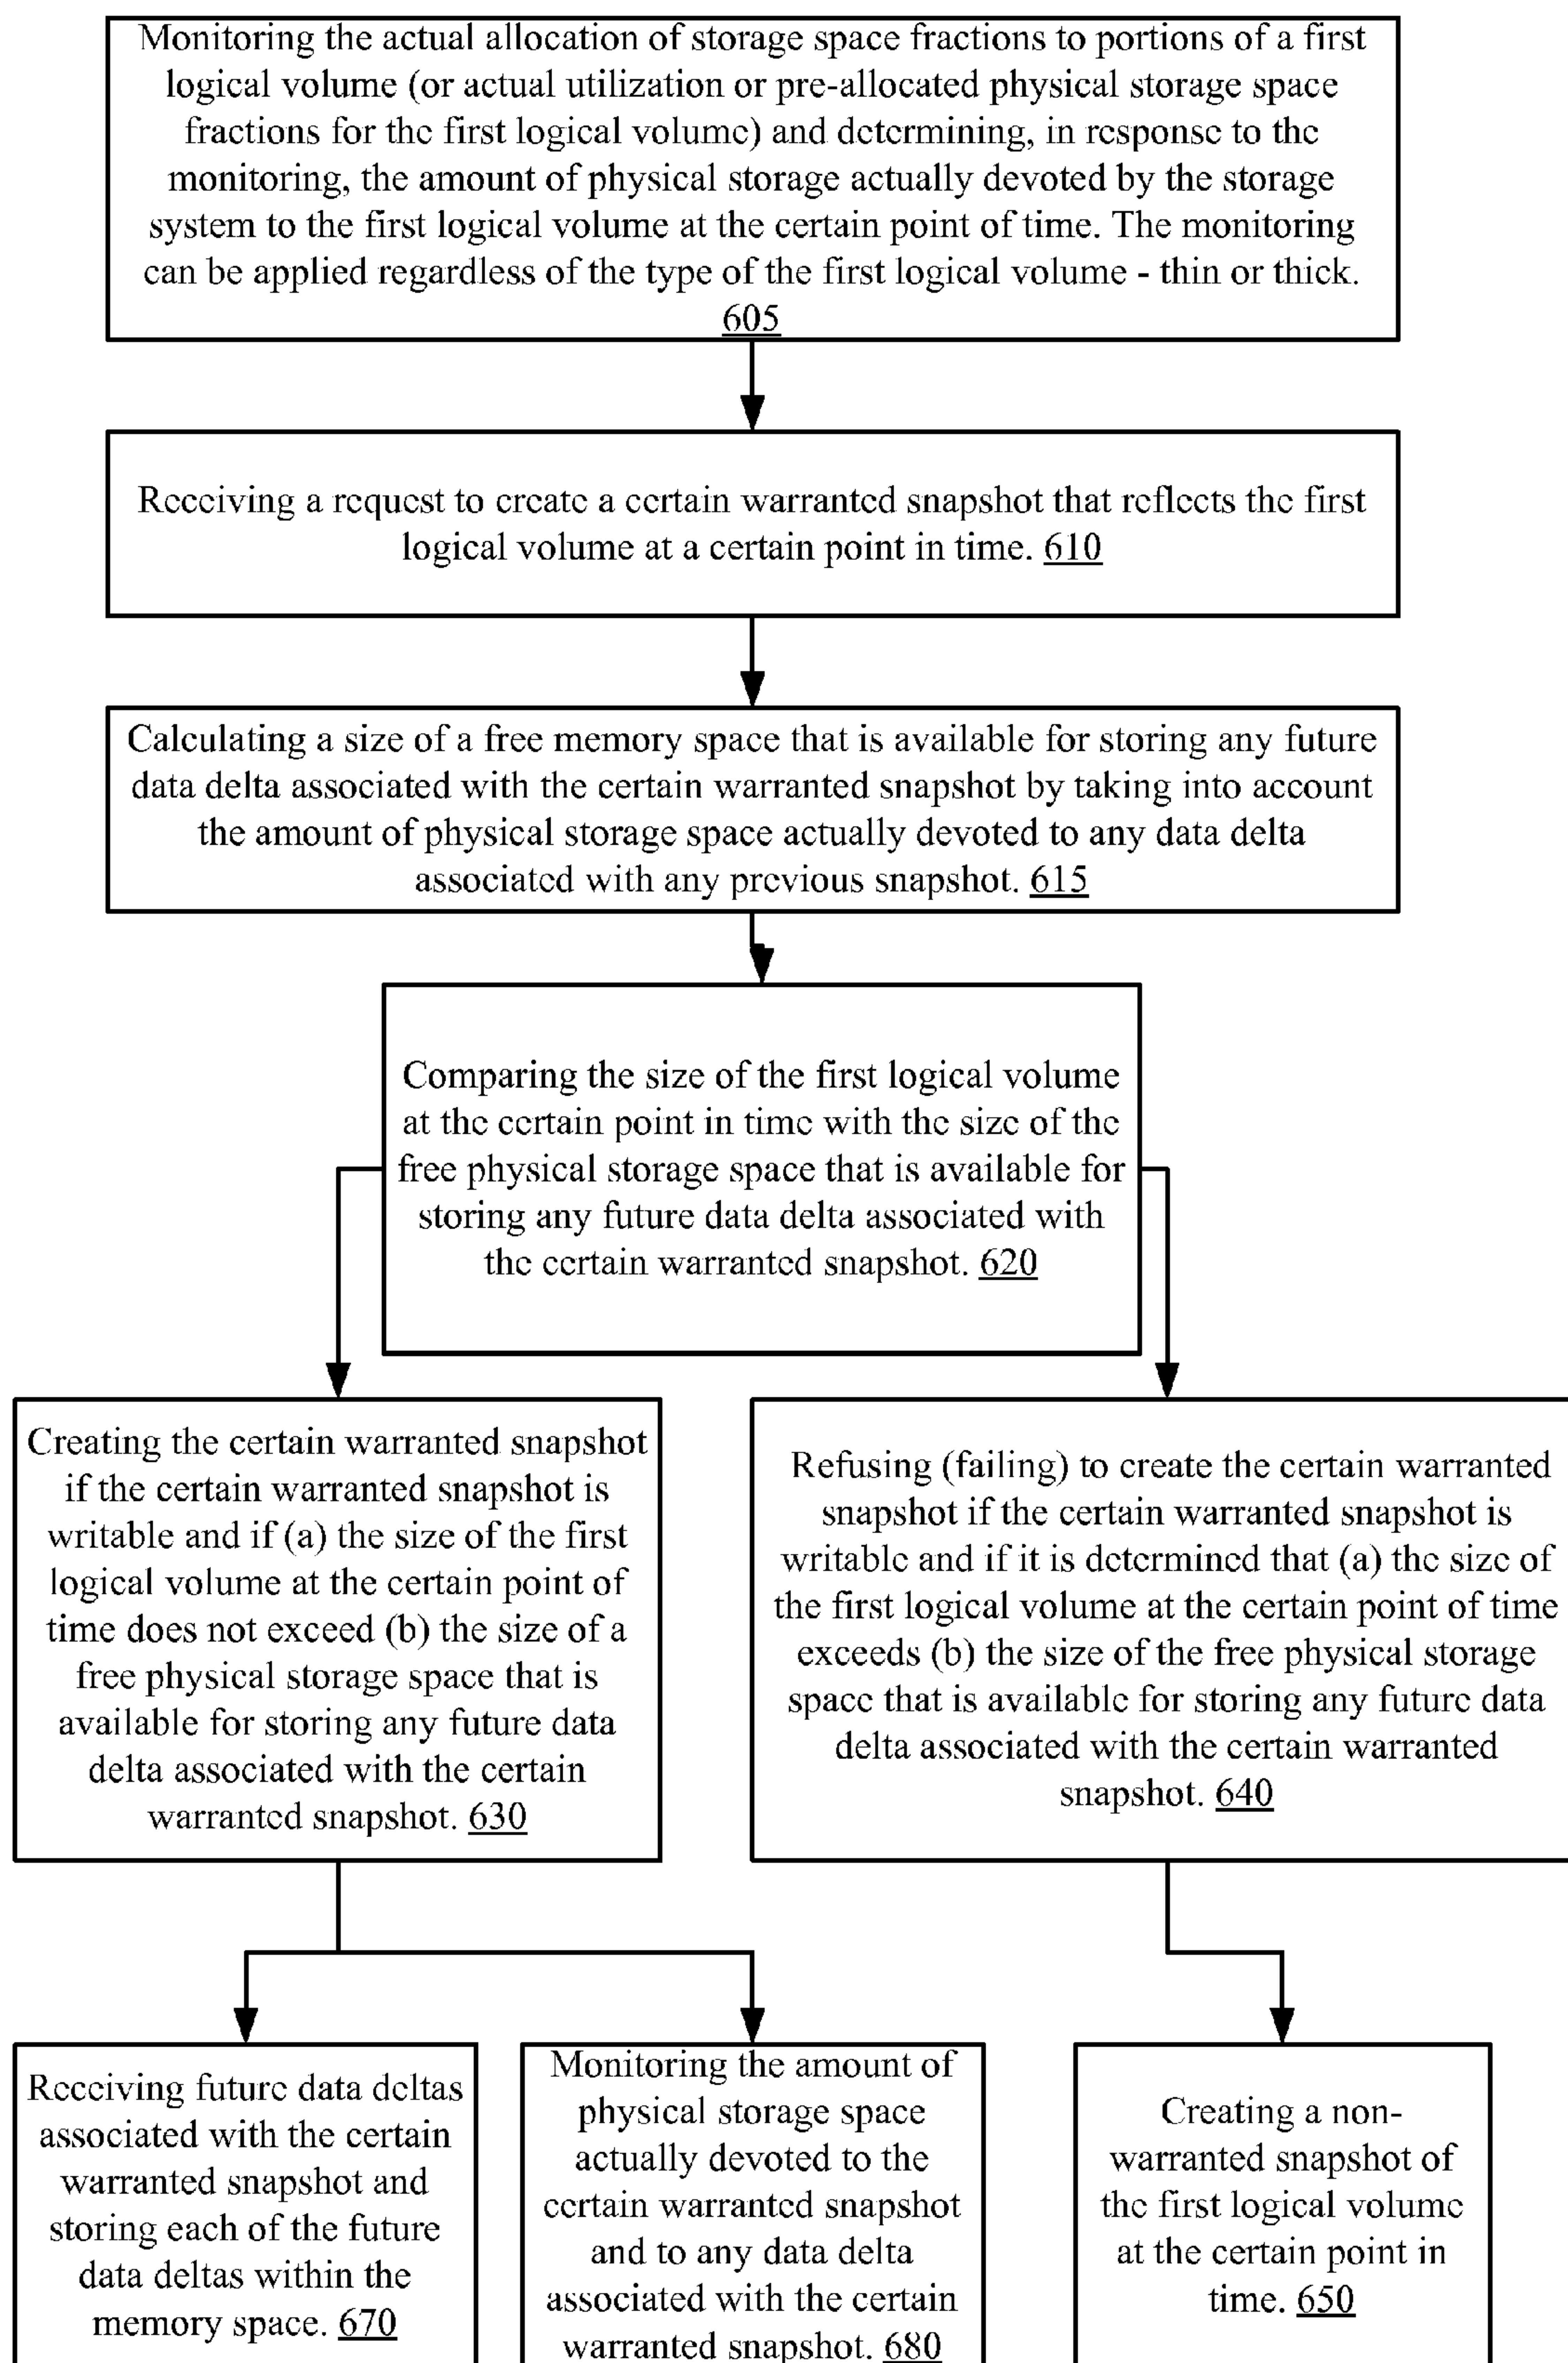 Monitoring the actual allocation of storage space fractions to portions of a first
logical volume (or actual utilization or pre-allocated physical storage space
fractions for the first logical volume) and determining, in response to the
monitoring, the amount of physical storage actually devoted by the storage
system to the first logical volume at the certain point of time. The monitoring
can be applied regardless of the type of the first logical volume - thin or thick.
605
Receiving a request to create a certain warranted snapshot that reflects the first
logical volume at a certain point in time. 610
Calculating a size of a free memory space that is available for storing any future
data delta associated with the certain warranted snapshot by taking into account
the amount of physical storage space actually devoted to any data delta
associated with any previous snapshot. 615
Comparing the size of the first logical volume
at the certain point in time with the size of the
free physical storage space that is available for
storing any future data delta associated with
the certain warranted snapshot. 620
Creating the certain warranted snapshot
if the certain warranted snapshot is
writable and if (a) the size of the first
logical volume at the certain point of
time does not exceed (b) the size of a
free physical storage space that is
available for storing any future data
delta associated with the certain
warranted snapshot. 630
Refusing (failing) to create the certain warranted
snapshot if the certain warranted snapshot is
writable and if it is determined that (a) the size of
the first logical volume at the certain point of time
exceeds (b) the size of the free physical storage
space that is available for storing any future data
delta associated with the certain warranted
snapshot. 640
Receiving future data deltas
associated with the certain
warranted snapshot and
storing each of the future
data deltas within the
memory space. 670
Monitoring the amount of
physical storage space
actually devoted to the
certain warranted snapshot
and to any data delta
associated with the certain
warranted snapshot. 680
Creating a non-
warranted snapshot of
the first logical volume
at the certain point in
time. 650